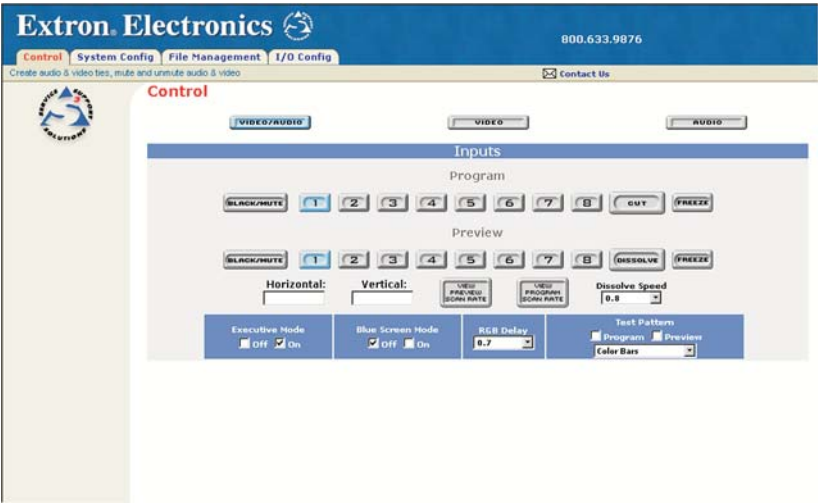 Extron. Electronics
800.633.9876
Control System Config File Management I/O Config
Create audio & video ties, mute and unmute audio & video
Contact Us
SERVICE SUPPORT SOLUTIONS
S3
Control
VIDEO/AUDIO VIDEO AUDIO
Inputs
Program
BLACK/MUTE 1 2 3 4 5 6 7 8 CUT FREEZE
Preview
BLACK/MUTE 1 2 3 4 5 6 7 8 DISSOLVE FREEZE
Horizontal: Vertical: VIEW PREVIEW SCAN RATE VIEW PROGRAM SCAN RATE Dissolve Speed
0.8
Executive Mode Blue Screen Mode RGB Delay Test Pattern
Off On Off On 0.7 Program Preview
Color Bars